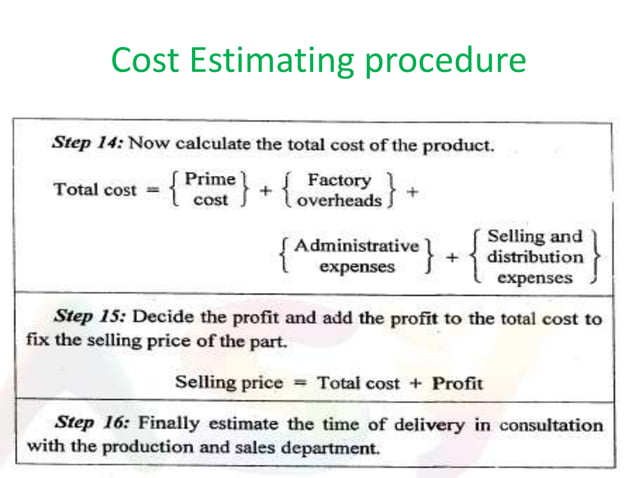 Cost Estimating procedure
Step 14: Now calculate the total cost of the product.
Total cost = { Prime cost } + { Factory overheads } +
{ Administrative expenses } + { Selling and distribution expenses }
Step 15: Decide the profit and add the profit to the total cost to
fix the selling price of the part.
Selling price = Total cost + Profit
Step 16: Finally estimate the time of delivery in consultation
with the production and sales department.